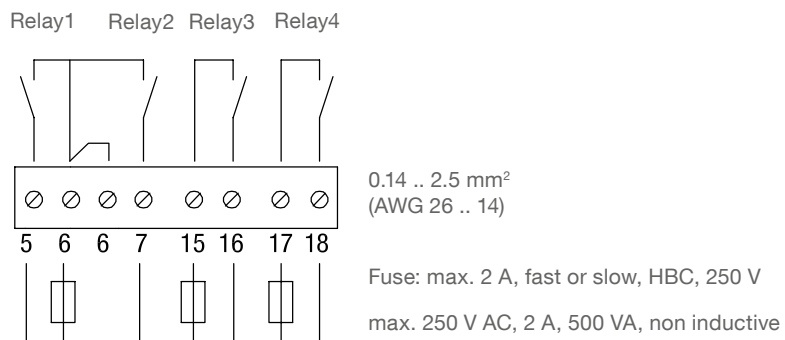 Relay1 Relay2 Relay3 Relay4
0.14 .. 2.5 mm²
(AWG 26 .. 14)
5 6 6 7 15 16 17 18
Fuse: max. 2 A, fast or slow, HBC, 250 V
max. 250 V AC, 2 A, 500 VA, non inductive